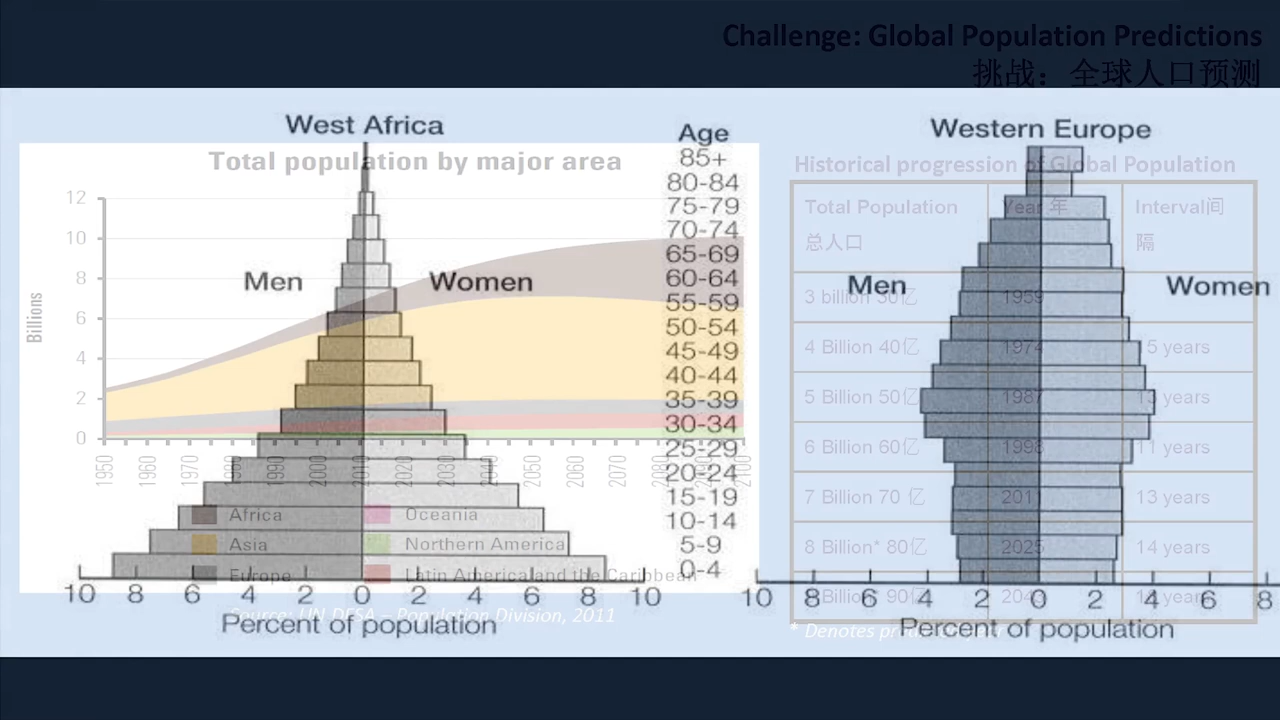 Challenge: Global Population Predictions
挑战：全球人口预测
West Africa
Total population by major area
Men
Women
Billions
12
10
8
6
4
2
0
1950
1960
1970
1990
2000
2010
2020
2030
2050
2060
2070
2100
Africa
Asia
Europe
Oceania
Northern America
Latin America and the Caribbean
10 8 6 4 2 0 2 4 6 8 10
Source: UN DESA – Population Division, 2011
Percent of population
Age
85+
80-84
75-79
70-74
65-69
60-64
55-59
50-54
45-49
40-44
35-39
30-34
25-29
20-24
15-19
10-14
5-9
0-4
Western Europe
Historical progression of Global Population
Total Population Year 年 Interval间
总人口 隔
Men
Women
3 billion 30亿 1959
4 Billion 40亿 1974 15 years
5 Billion 50亿 1987 13 years
6 Billion 60亿 1998 11 years
7 Billion 70 亿 2011 13 years
8 Billion* 80亿 2025 14 years
Billion 90亿
10 8 6 4 2 0 2 4 6 8
* Denotes
Percent of population